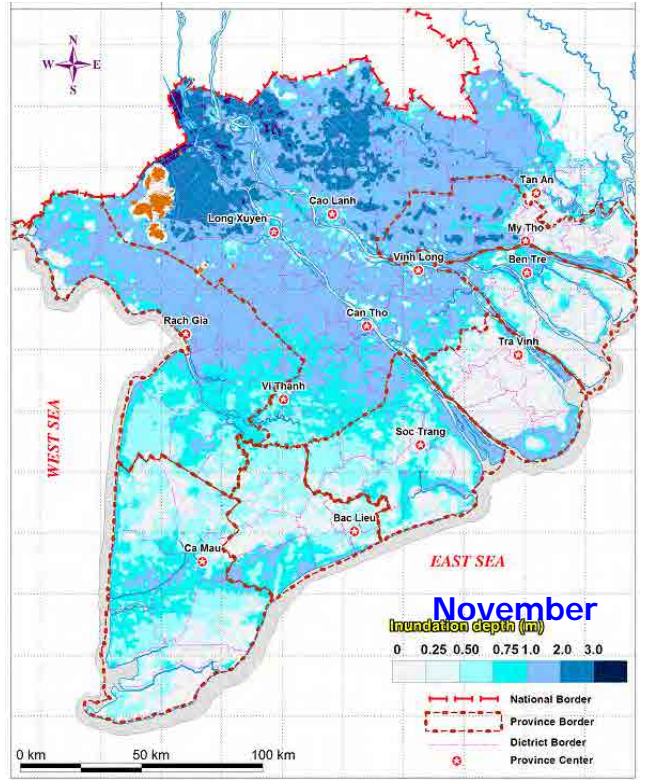 N
W E
S
Tan An
Cao Lanh
Long Xuyen
My Tho
Vinh Long
Ben Tre
Can Tho
Rach Gia
Tra Vinh
Vi Thanh
WEST SEA
Soc Trang
Bac Lieu
Ca Mau
EAST SEA
November
Inundation depth (m)
0 0.25 0.50 0.75 1.0 2.0 3.0
National Border
Province Border
Dictrict Border
Province Center
0 km 50 km 100 km